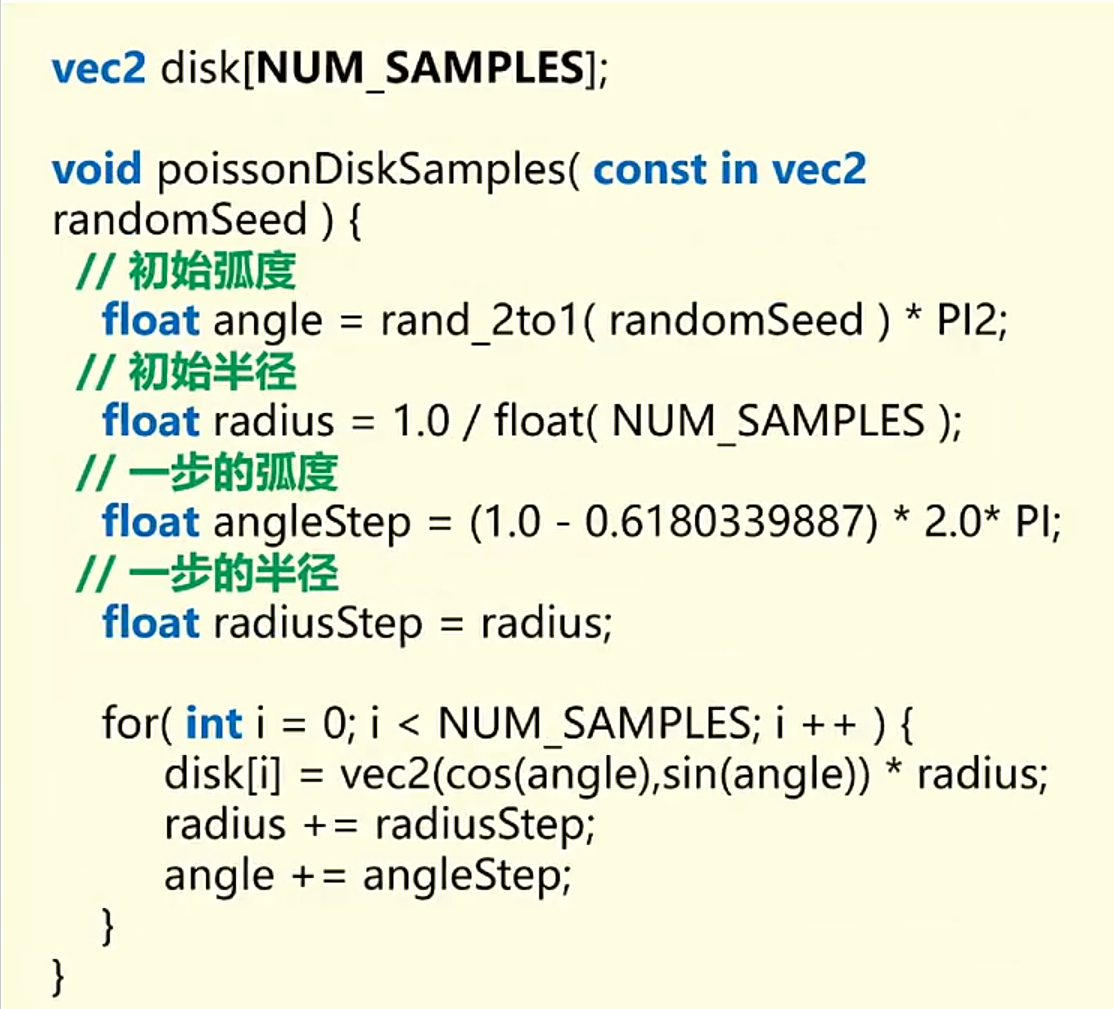 vec2 disk[NUM_SAMPLES];
void poissonDiskSamples( const in vec2
randomSeed ) {
// 初始弧度
float angle = rand_2to1( randomSeed ) * PI2;
// 初始半径
float radius = 1.0 / float( NUM_SAMPLES );
// 一步的弧度
float angleStep = (1.0 - 0.6180339887) * 2.0* PI;
// 一步的半径
float radiusStep = radius;
for( int i = 0; i < NUM_SAMPLES; i ++ ) {
disk[i] = vec2(cos(angle),sin(angle)) * radius;
radius += radiusStep;
angle += angleStep;
}
}